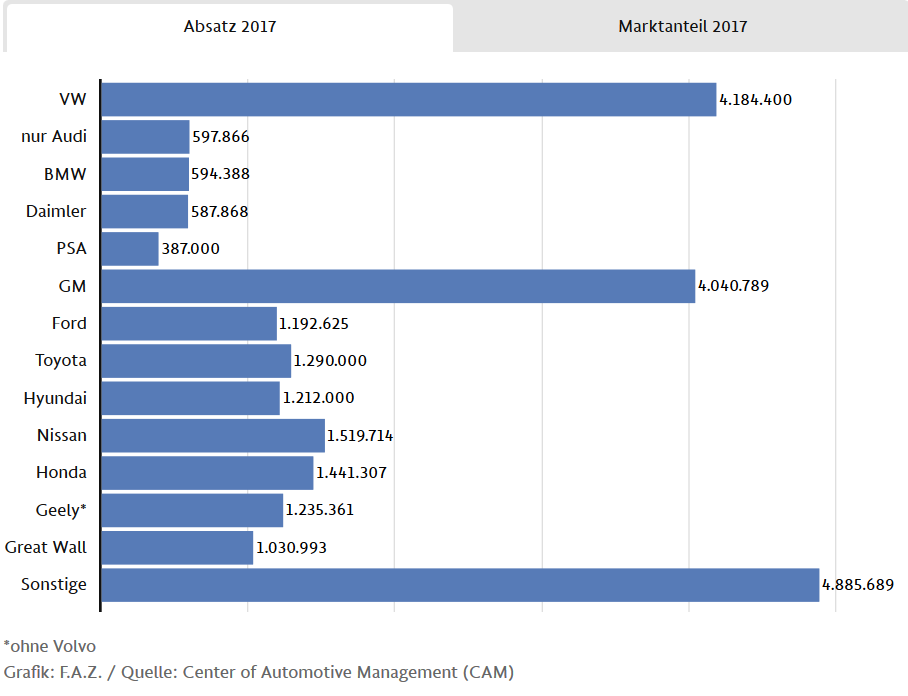 Absatz 2017
Marktanteil 2017
VW 4.184.400
nur Audi 597.866
BMW 594.388
Daimler 587.868
PSA 387.000
GM 4.040.789
Ford 1.192.625
Toyota 1.290.000
Hyundai 1.212.000
Nissan 1.519.714
Honda 1.441.307
Geely* 1.235.361
Great Wall 1.030.993
Sonstige 4.885.689
*ohne Volvo
Grafik: F.A.Z. / Quelle: Center of Automotive Management (CAM)